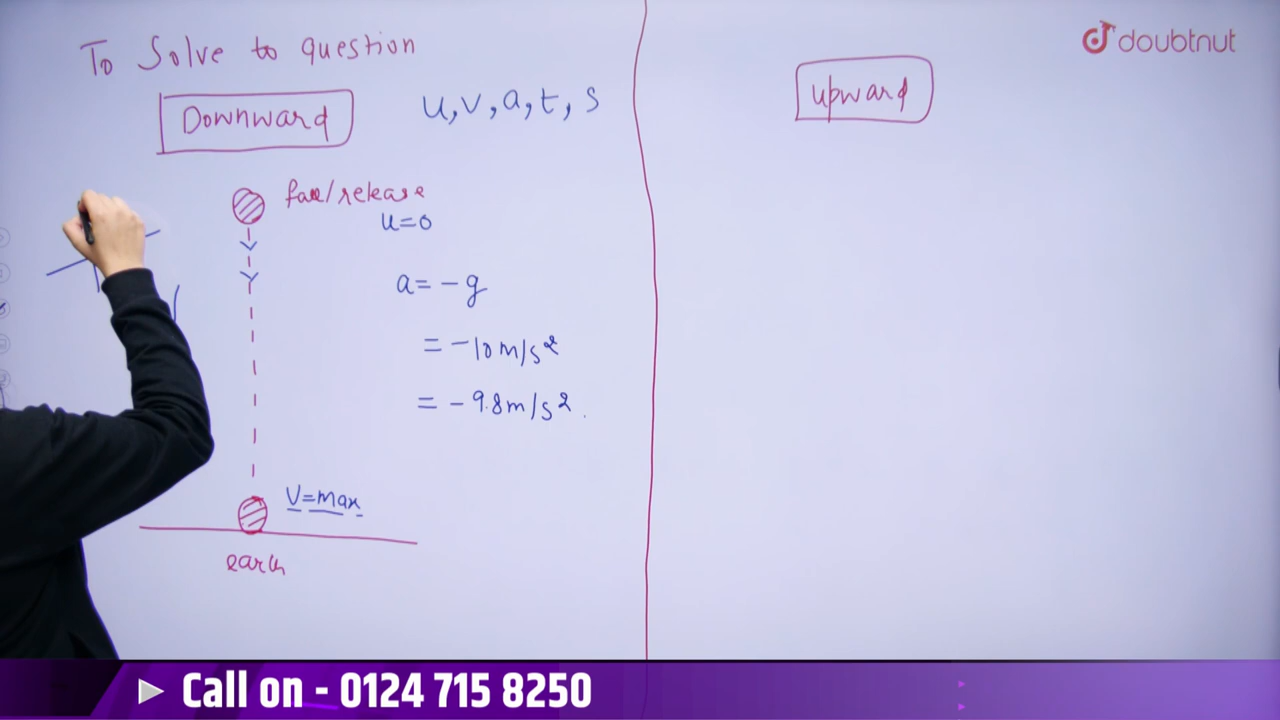 To Solve to question
Downward
u, v, a, t, s
upward
doubtnut
fall/release
u=0
a= -g
= -10 m/s²
= -9.8 m/s²
V=max
earth
Call on - 0124 715 8250